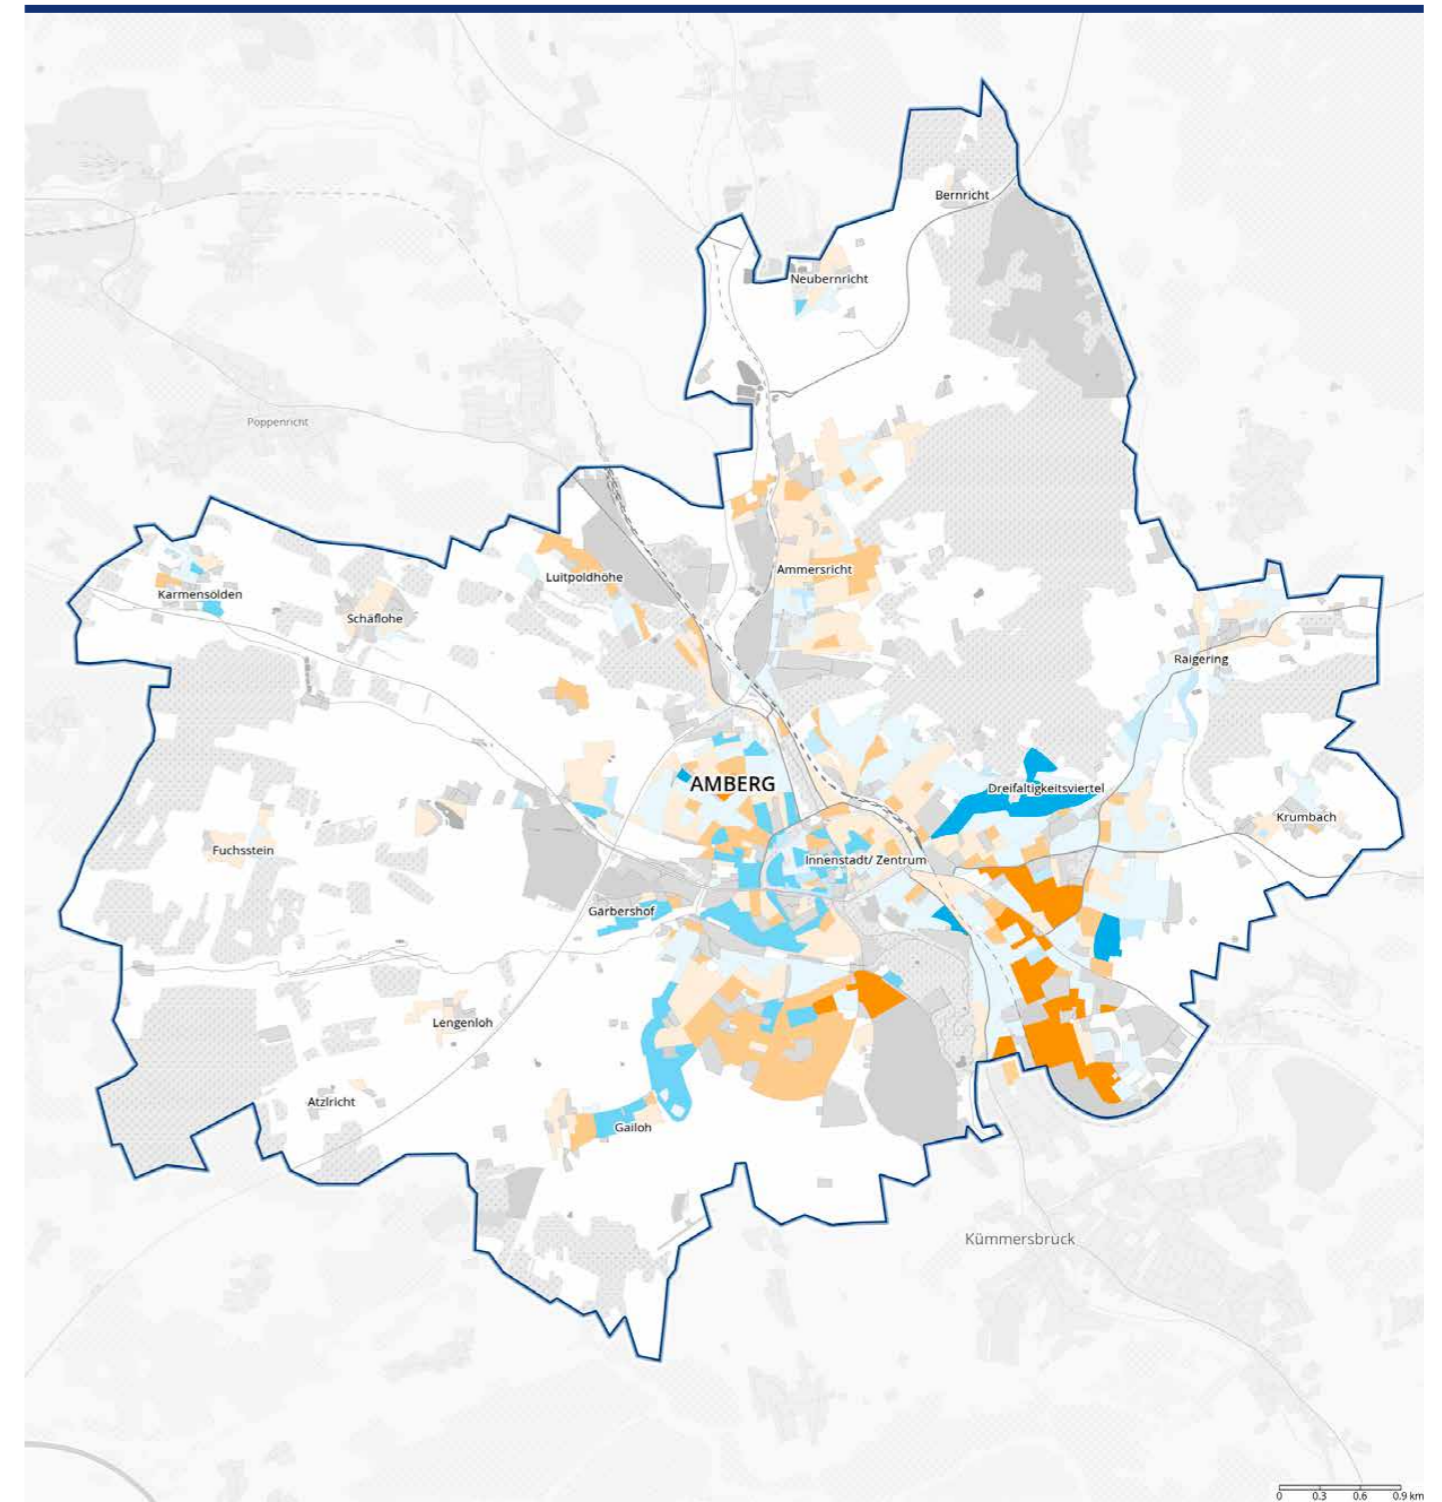 Bernricht
Neubernricht
Poppenricht
Ammersricht
Luitpoldhöhe
Karmensölden
Schäflohe
Raigering
AMBERG
Dreifaltigkeitsviertel
Krumbach
Fuchsstein
Innenstadt/ Zentrum
Gärbershof
Lengenloh
Atzlricht
Gailoh
Kümmersbruck
0 0.3 0.6 0.9 km